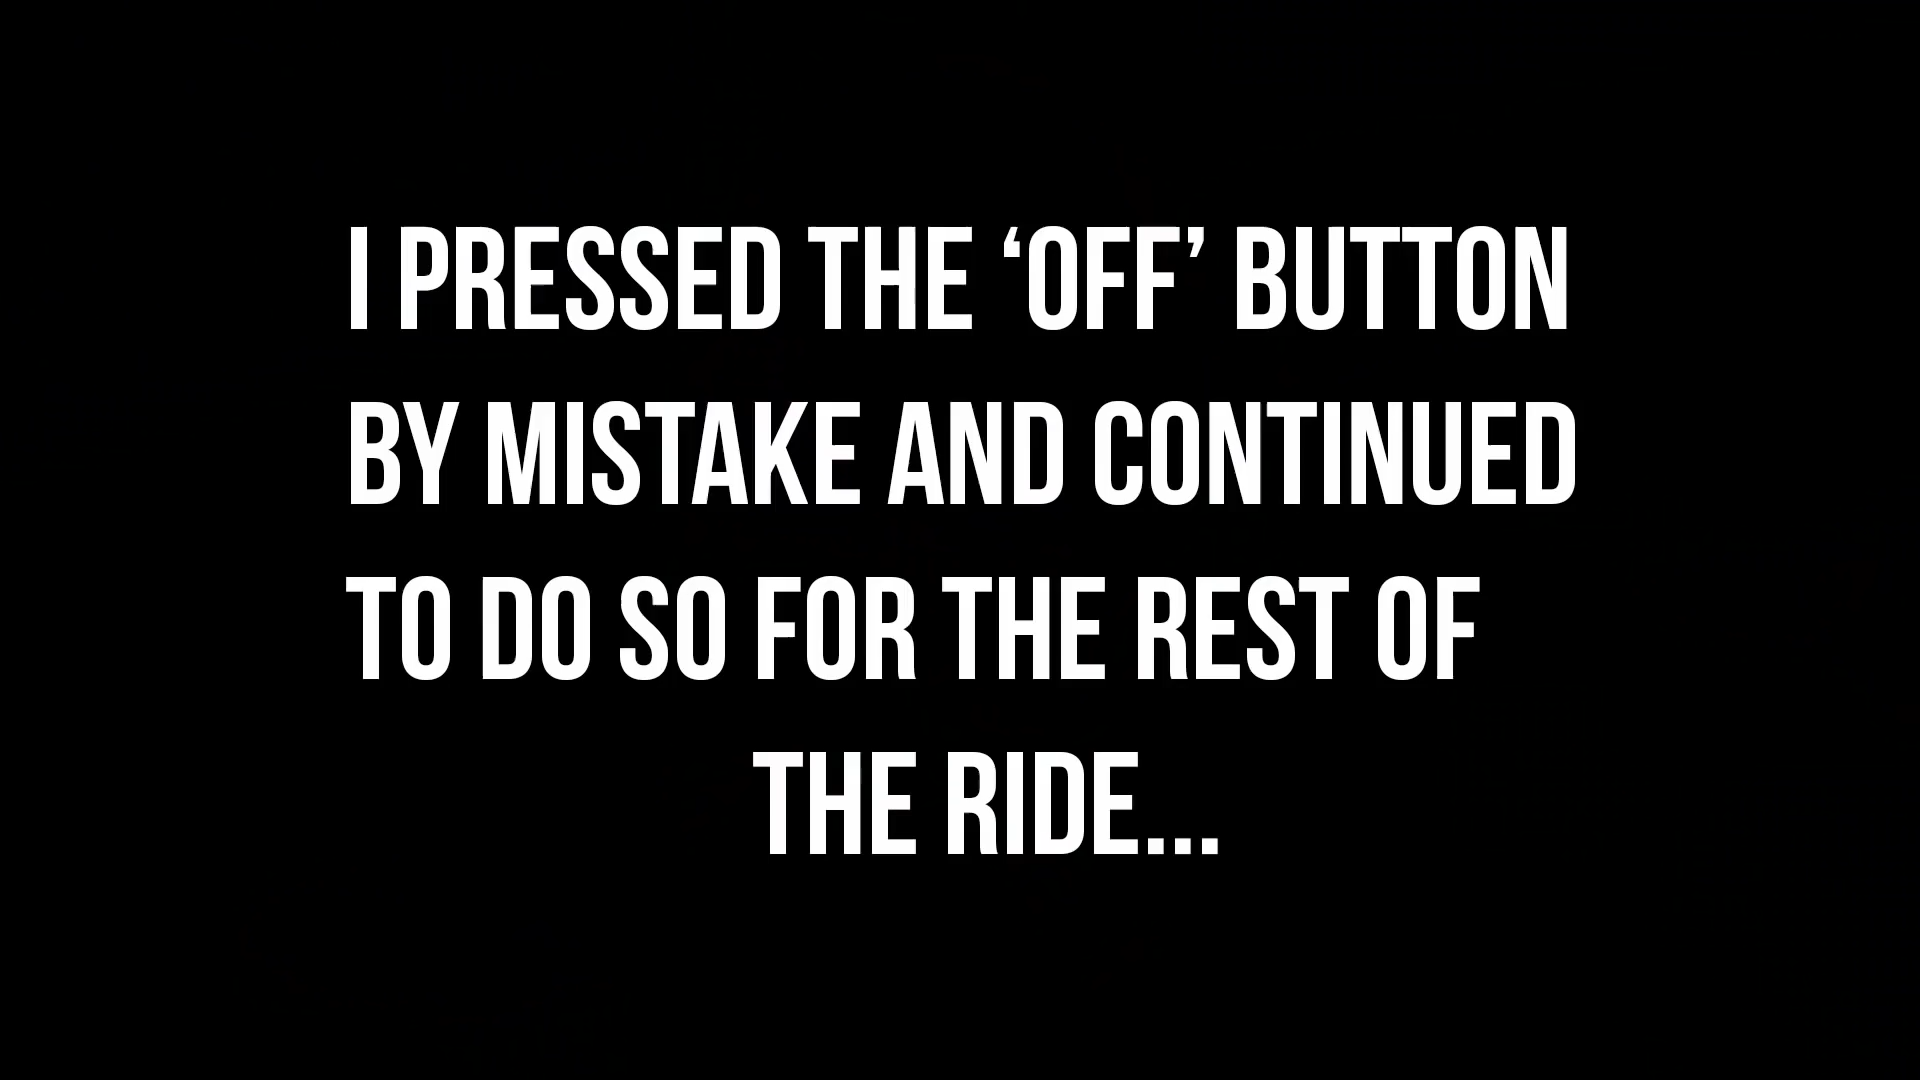 I PRESSED THE ‘OFF’ BUTTON
BY MISTAKE AND CONTINUED
TO DO SO FOR THE REST OF
THE RIDE...